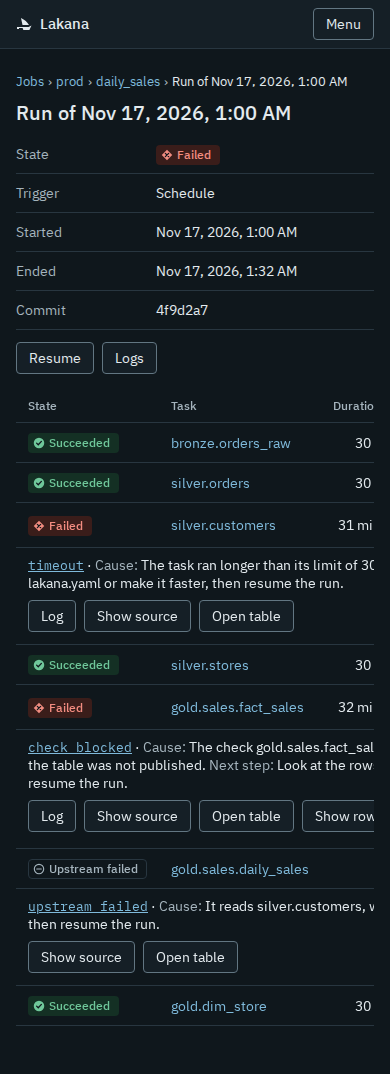 Lakana
Menu
Jobs › prod › daily_sales › Run of Nov 17, 2026, 1:00 AM
Run of Nov 17, 2026, 1:00 AM
State Failed
Trigger Schedule
Started Nov 17, 2026, 1:00 AM
Ended Nov 17, 2026, 1:32 AM
Commit 4f9d2a7
Resume Logs
State Task Duratio
Succeeded bronze.orders_raw 30
Succeeded silver.orders 30
Failed silver.customers 31 mi
timeout · Cause: The task ran longer than its limit of 30
lakana.yaml or make it faster, then resume the run.
Log Show source Open table
Succeeded silver.stores 30
Failed gold.sales.fact_sales 32 mi
check_blocked · Cause: The check gold.sales.fact_sal
the table was not published. Next step: Look at the rows
resume the run.
Log Show source Open table Show row
Upstream failed gold.sales.daily_sales
upstream_failed · Cause: It reads silver.customers, w
then resume the run.
Show source Open table
Succeeded gold.dim_store 30